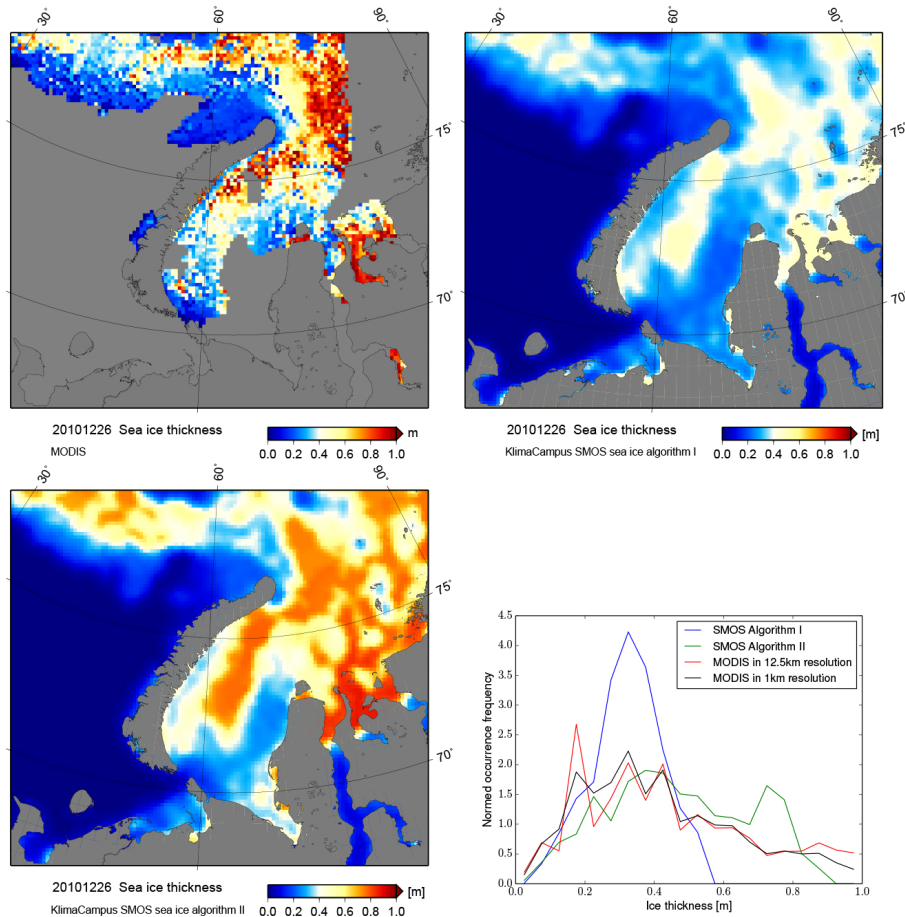 30°
60°
90°
75°
70°
20101226 Sea ice thickness
MODIS
m
0.0 0.2 0.4 0.6 0.8 1.0
30°
60°
90°
75°
70°
20101226 Sea ice thickness
KlimaCampus SMOS sea ice algorithm I
[m]
0.0 0.2 0.4 0.6 0.8 1.0
30°
60°
90°
75°
70°
20101226 Sea ice thickness
KlimaCampus SMOS sea ice algorithm II
[m]
0.0 0.2 0.4 0.6 0.8 1.0
4.5
4.0
3.5
3.0
2.5
2.0
1.5
1.0
0.5
0.0
Normed occurrence frequency
SMOS Algorithm I
SMOS Algorithm II
MODIS in 12.5km resolution
MODIS in 1km resolution
0.0 0.2 0.4 0.6 0.8 1.0
Ice thickness [m]